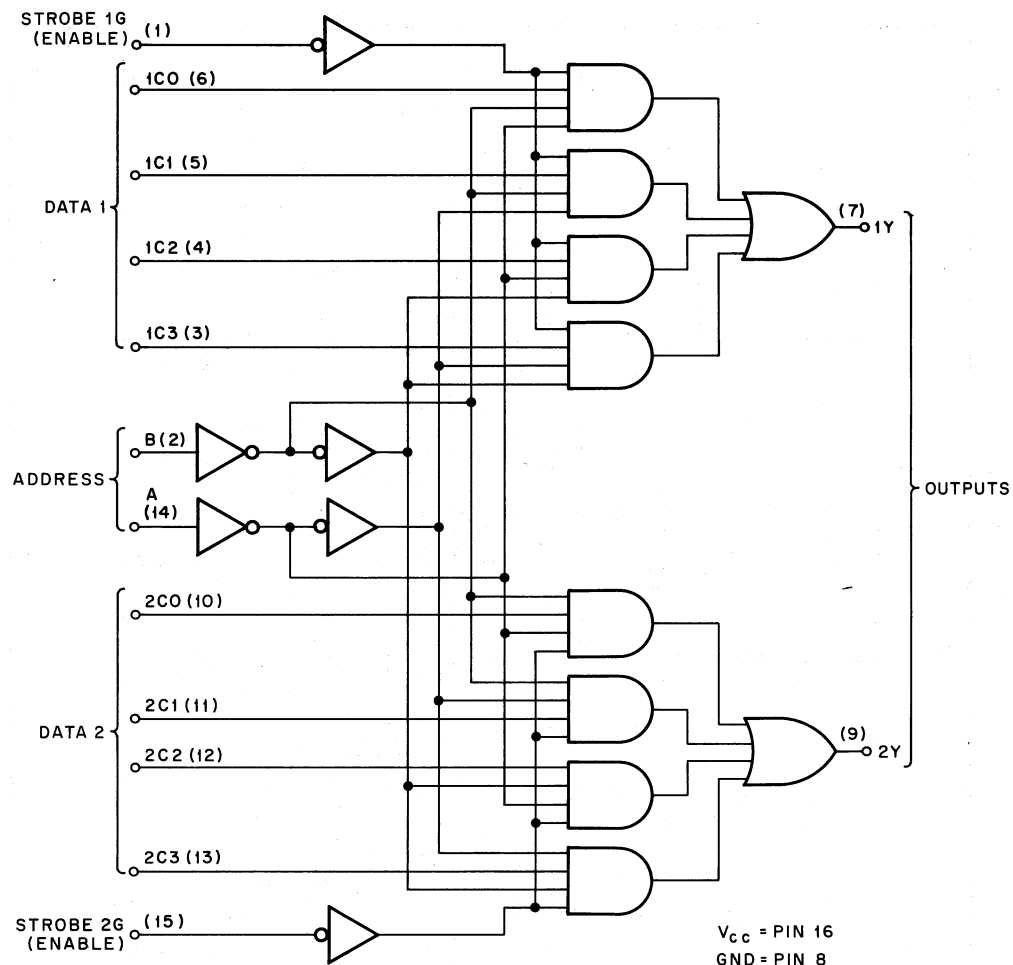 STROBE 1G
(ENABLE)
(1)
1C0 (6)
1C1 (5)
DATA 1
(7)
1Y
1C2 (4)
1C3 (3)
B(2)
ADDRESS
A
(14)
OUTPUTS
2C0 (10)
2C1 (11)
DATA 2
(9)
2Y
2C2 (12)
2C3 (13)
STROBE 2G
(ENABLE)
(15)
VCC = PIN 16
GND = PIN 8